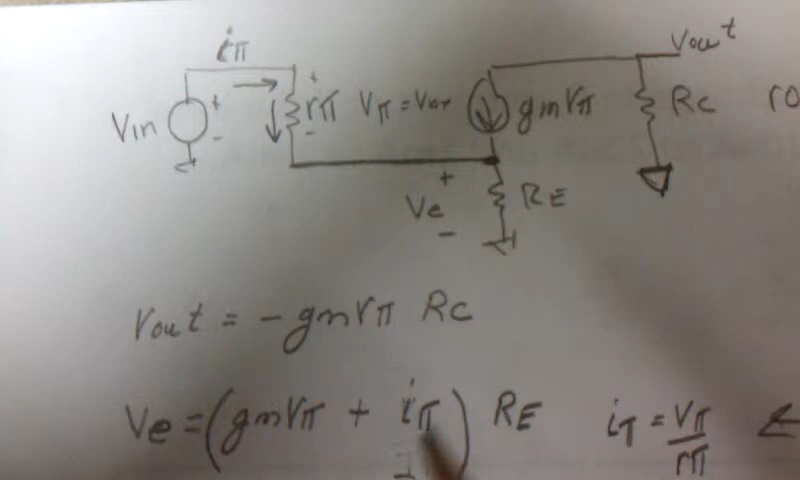 iπ
Vout
Vin + - + rπ - Vπ = gmVπ RC ro
Ve + - RE
Vout = - gmVπ RC
Ve = (gmVπ + iπ) RE iπ = Vπ/rπ ←